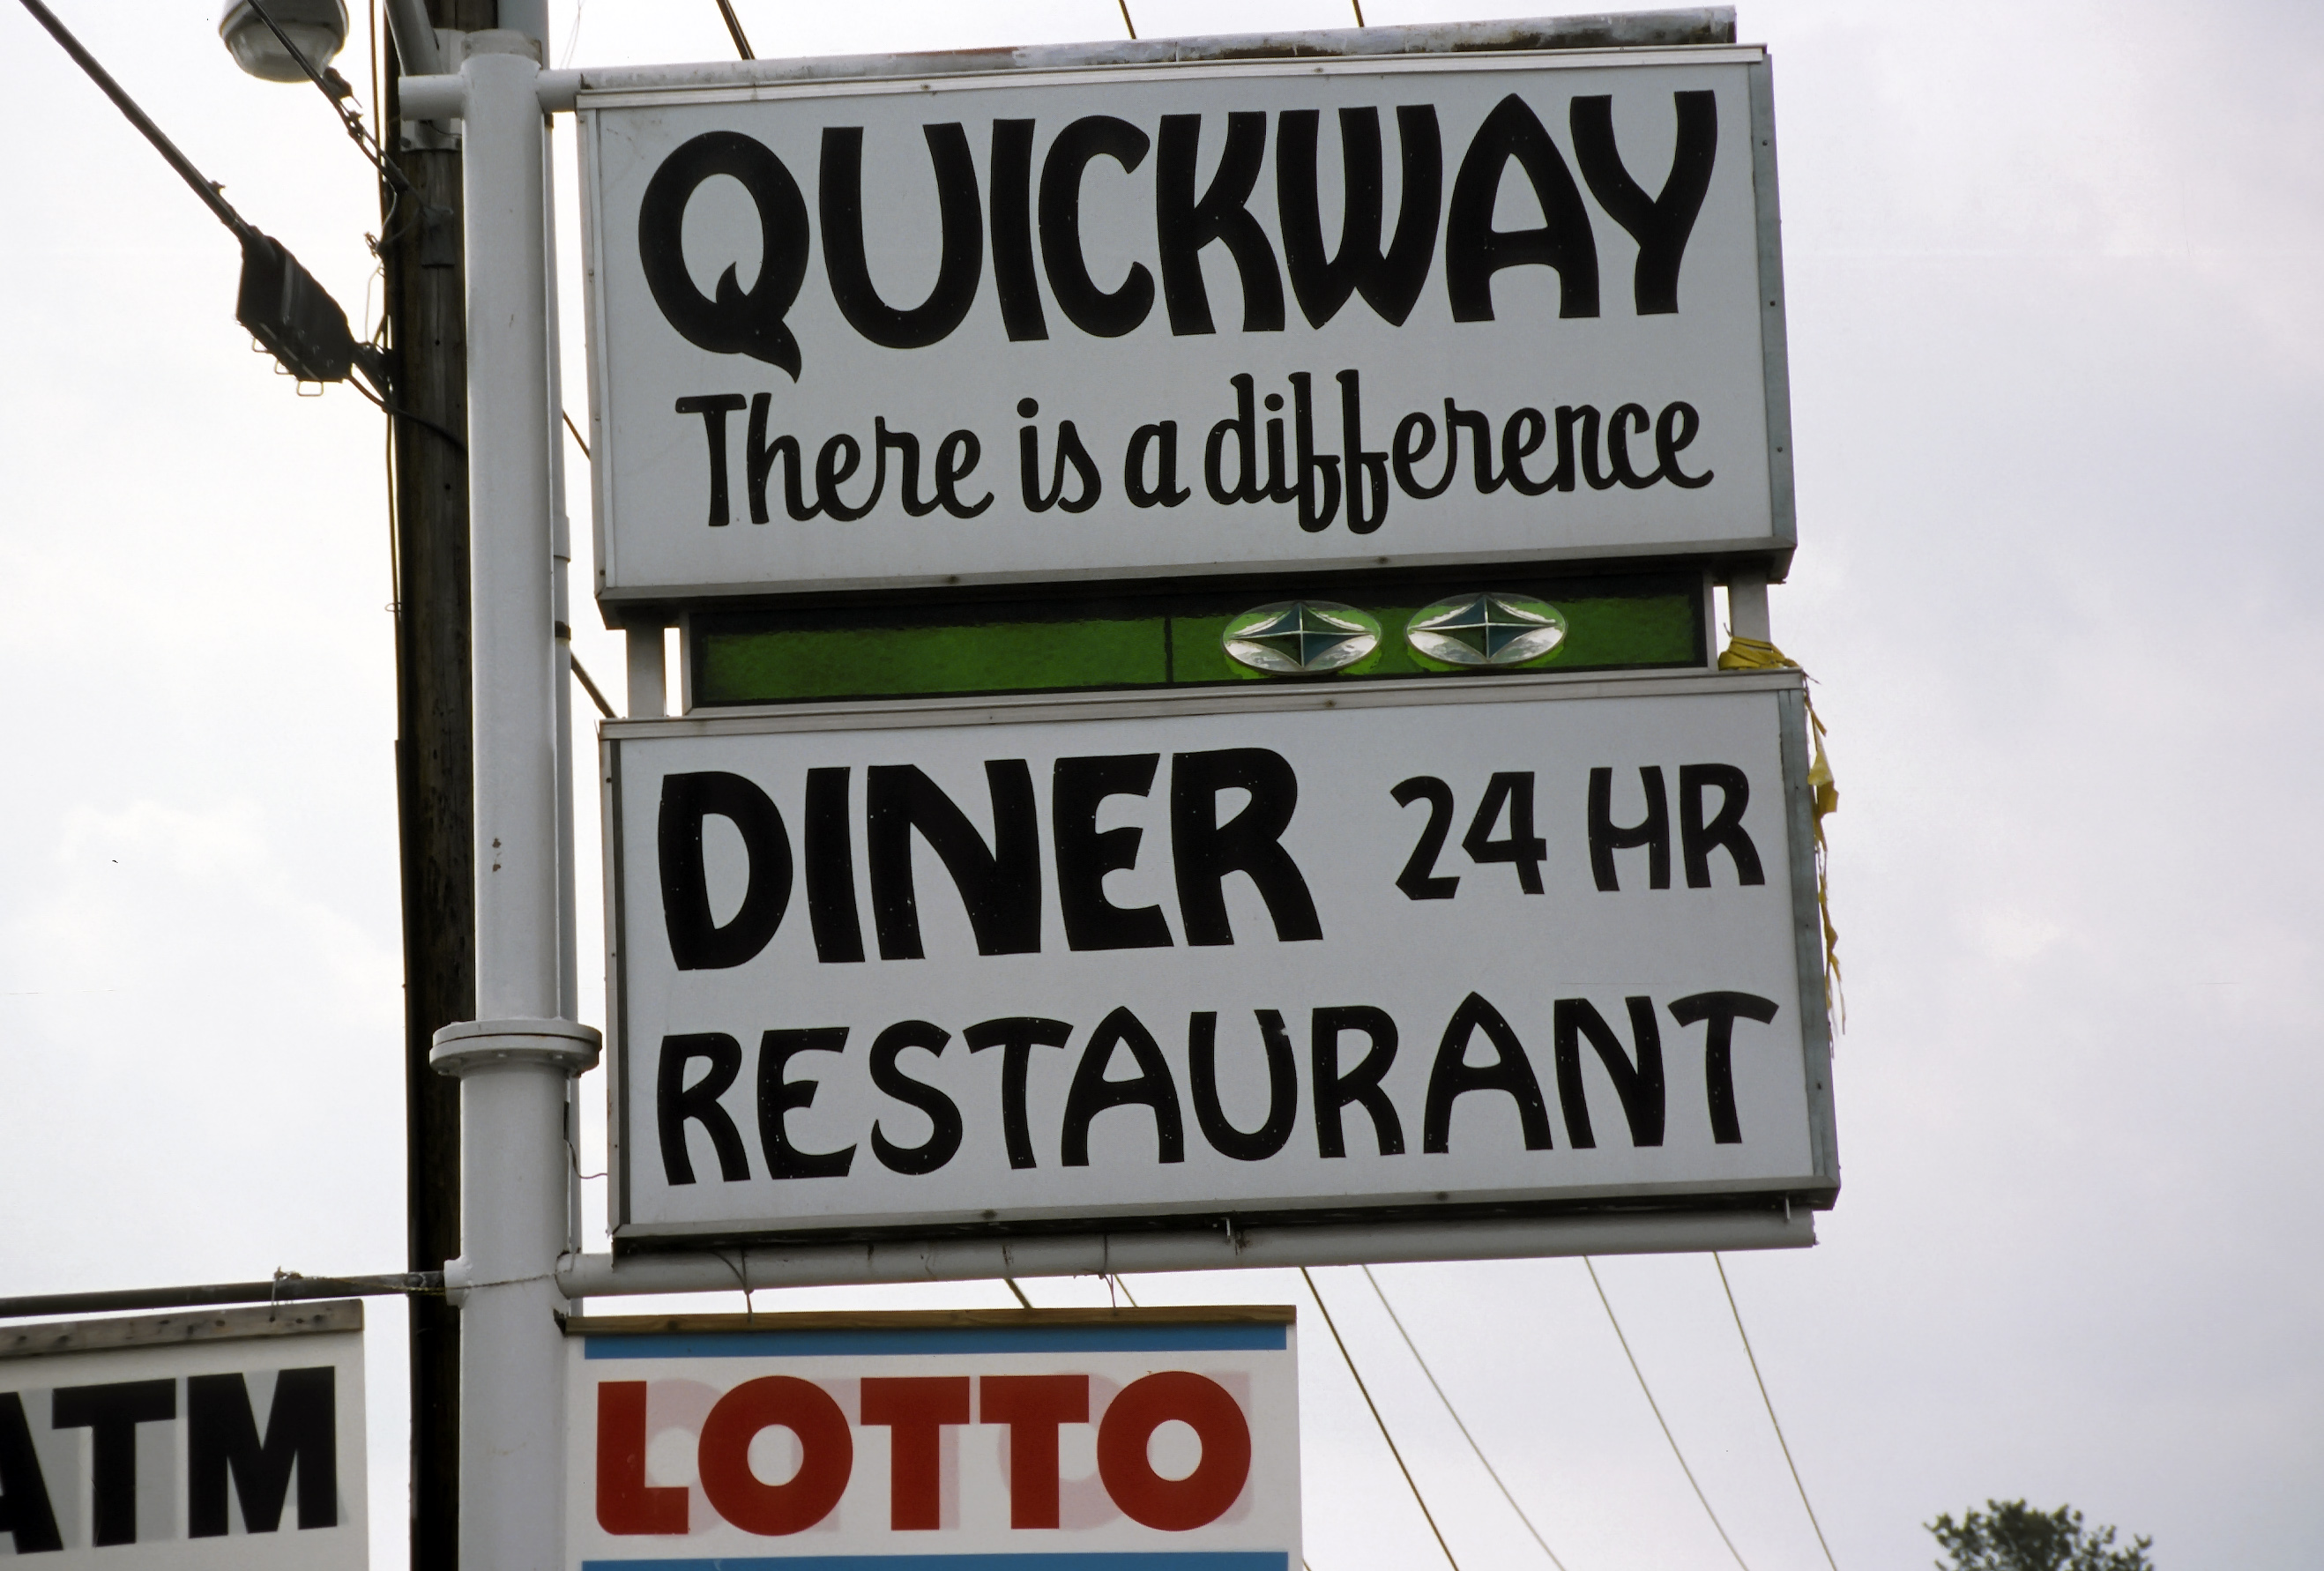 QUICKWAY
There is a difference
DINER 24 HR
RESTAURANT
LOTTO
ATM